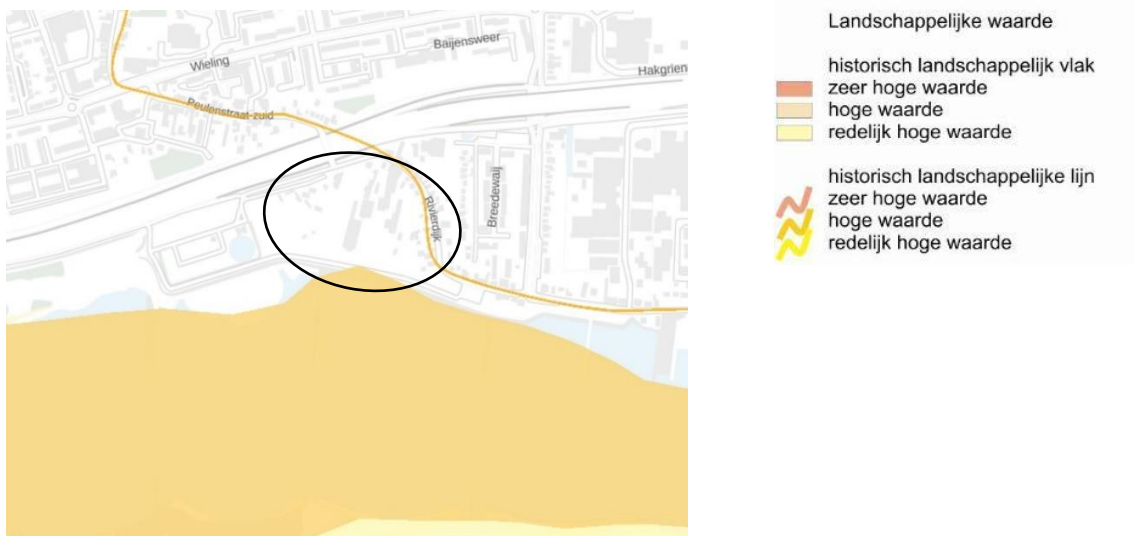 Wieling
Baijensweer
Hakgrien
Peulenstraat-zuid
Rivierdijk
Breedeweij
Landschappelijke waarde
historisch landschappelijk vlak
zeer hoge waarde
hoge waarde
redelijk hoge waarde
historisch landschappelijke lijn
zeer hoge waarde
hoge waarde
redelijk hoge waarde